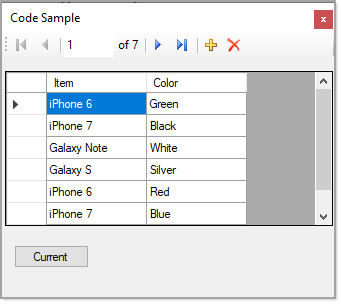 Code Sample
1 of 7
Item Color
iPhone 6 Green
iPhone 7 Black
Galaxy Note White
Galaxy S Silver
iPhone 6 Red
iPhone 7 Blue
Current